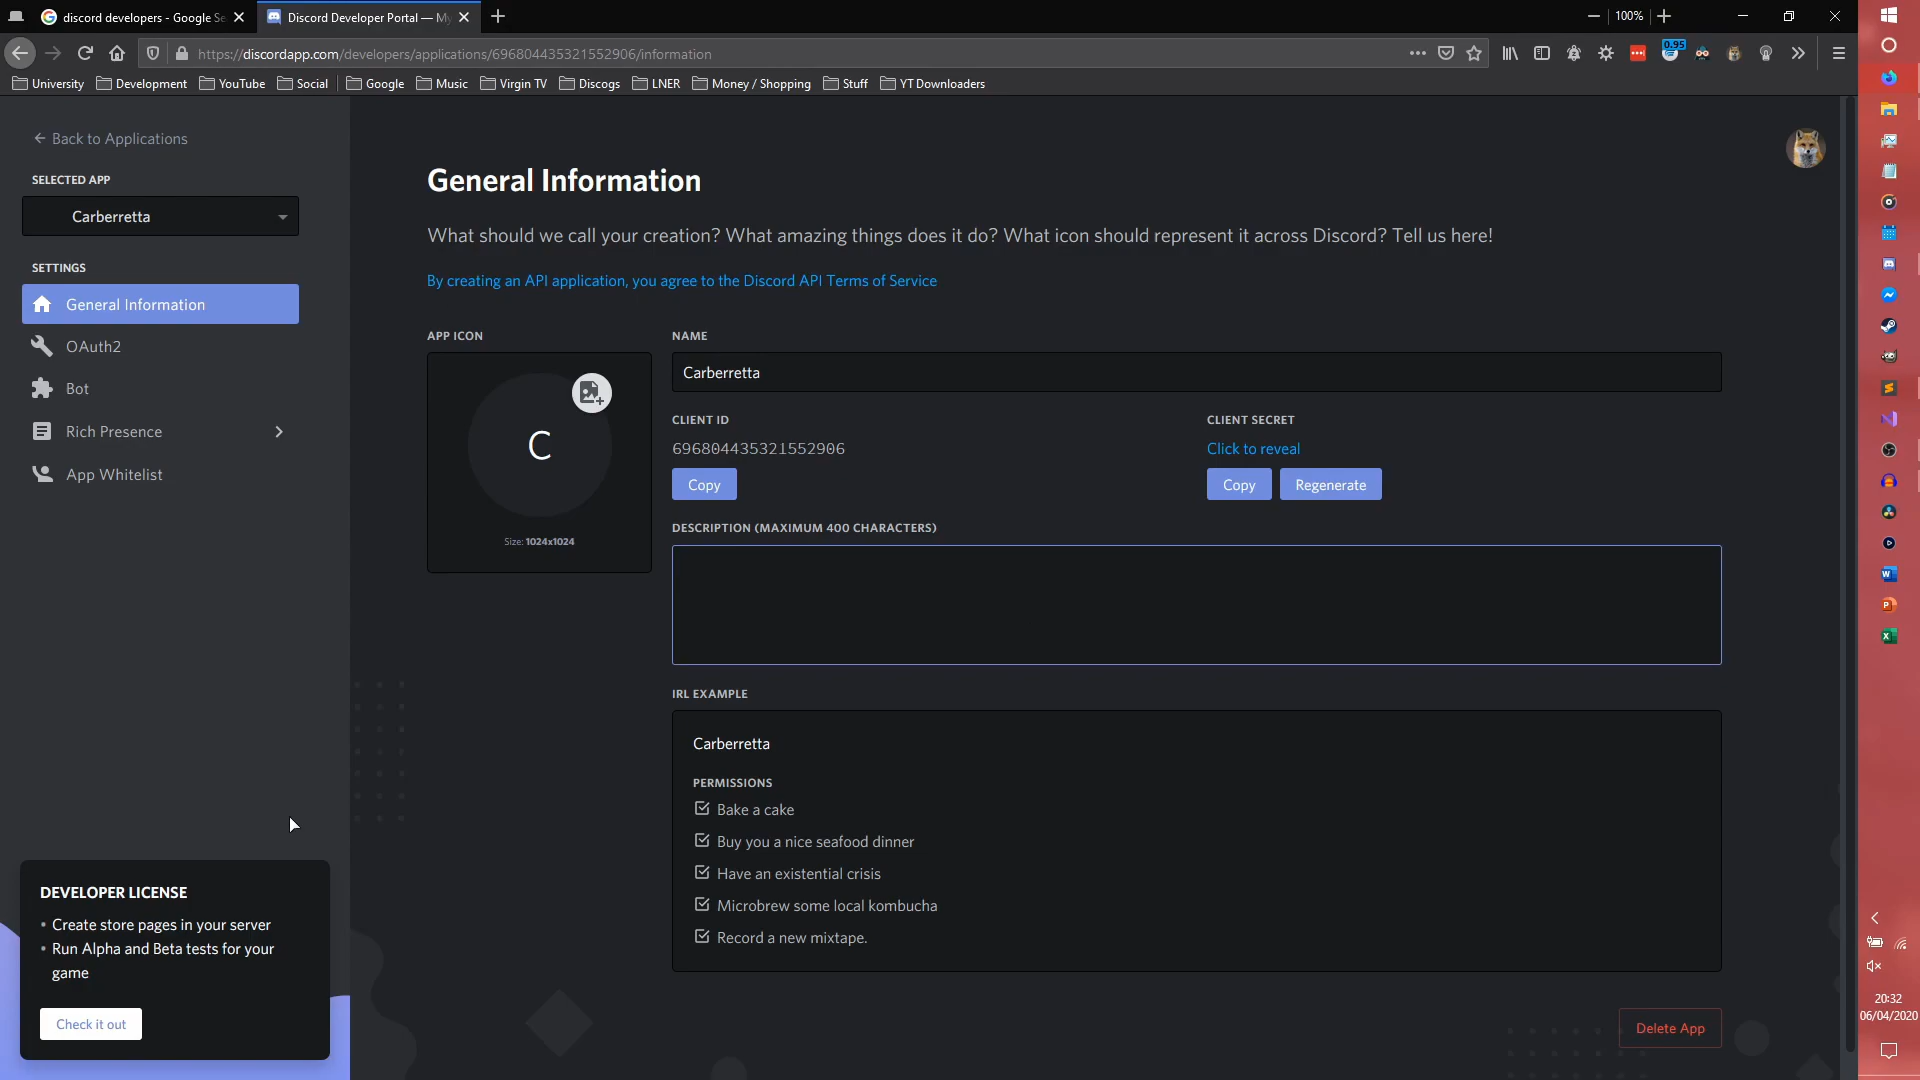 discord developers - Google Se
Discord Developer Portal — My
100%
https://discordapp.com/developers/applications/696804435321552906/information
0.95
University
Development
YouTube
Social
Google
Music
Virgin TV
Discogs
LNER
Money / Shopping
Stuff
YT Downloaders
Back to Applications
SELECTED APP
Carberretta
SETTINGS
General Information
OAuth2
Bot
Rich Presence
App Whitelist
DEVELOPER LICENSE
• Create store pages in your server
• Run Alpha and Beta tests for your
game
Check it out
General Information
What should we call your creation? What amazing things does it do? What icon should represent it across Discord? Tell us here!
By creating an API application, you agree to the Discord API Terms of Service
APP ICON
C
Size: 1024x1024
NAME
Carberretta
CLIENT ID
696804435321552906
Copy
CLIENT SECRET
Click to reveal
Copy
Regenerate
DESCRIPTION (MAXIMUM 400 CHARACTERS)
IRL EXAMPLE
Carberretta
PERMISSIONS
Bake a cake
Buy you a nice seafood dinner
Have an existential crisis
Microbrew some local kombucha
Record a new mixtape.
Delete App
20:32
06/04/2020